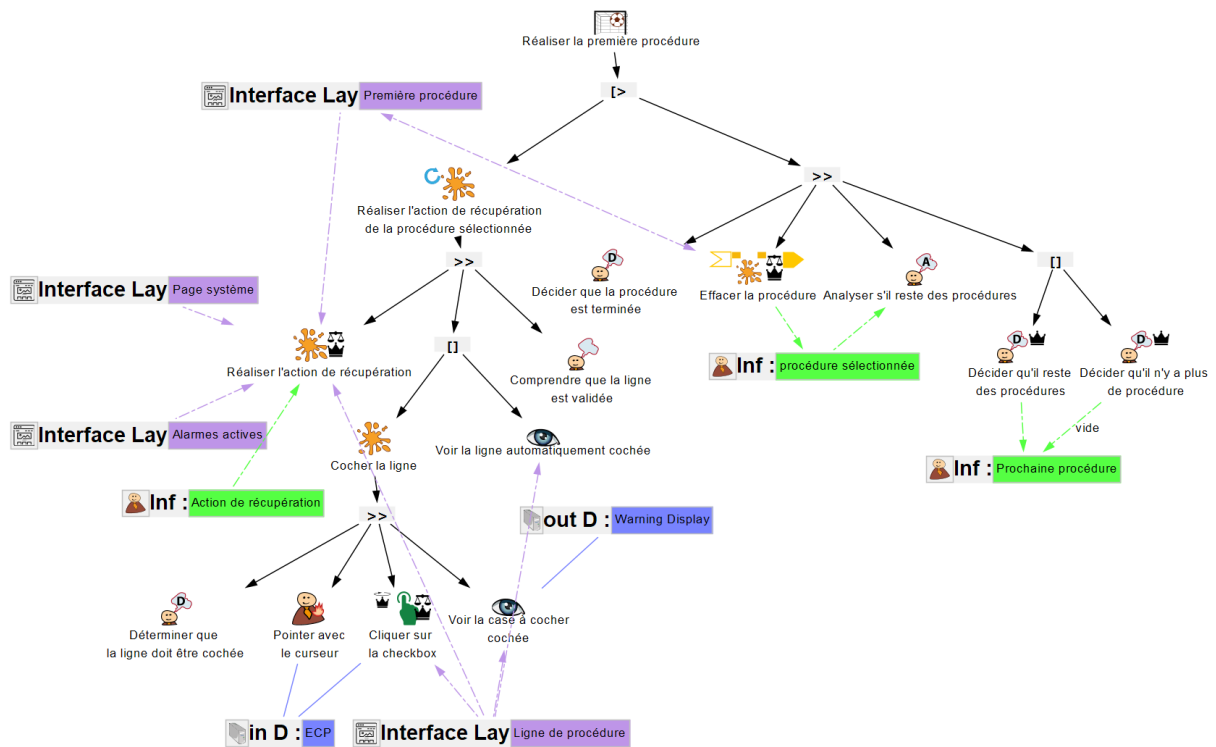 Réaliser la première procédure
[>
Interface Lay Première procédure
>>
Réaliser l'action de récupération
de la procédure sélectionnée
>>
D
Décider que la procédure
est terminée
Effacer la procédure
A
Analyser s'il reste des procédures
[]
Interface Lay Page système
Réaliser l'action de récupération
[]
Comprendre que la ligne
est validée
Inf : procédure sélectionnée
D
Décider qu'il reste
des procédures
D
Décider qu'il n'y a plus
de procédure
vide
Interface Lay Alarmes actives
Cocher la ligne
Voir la ligne automatiquement cochée
Inf : Prochaine procédure
Inf : Action de récupération
>>
out D : Warning Display
D
Déterminer que
la ligne doit être cochée
Pointer avec
le curseur
Cliquer sur
la checkbox
Voir la case à cocher
cochée
in D : ECP
Interface Lay Ligne de procédure